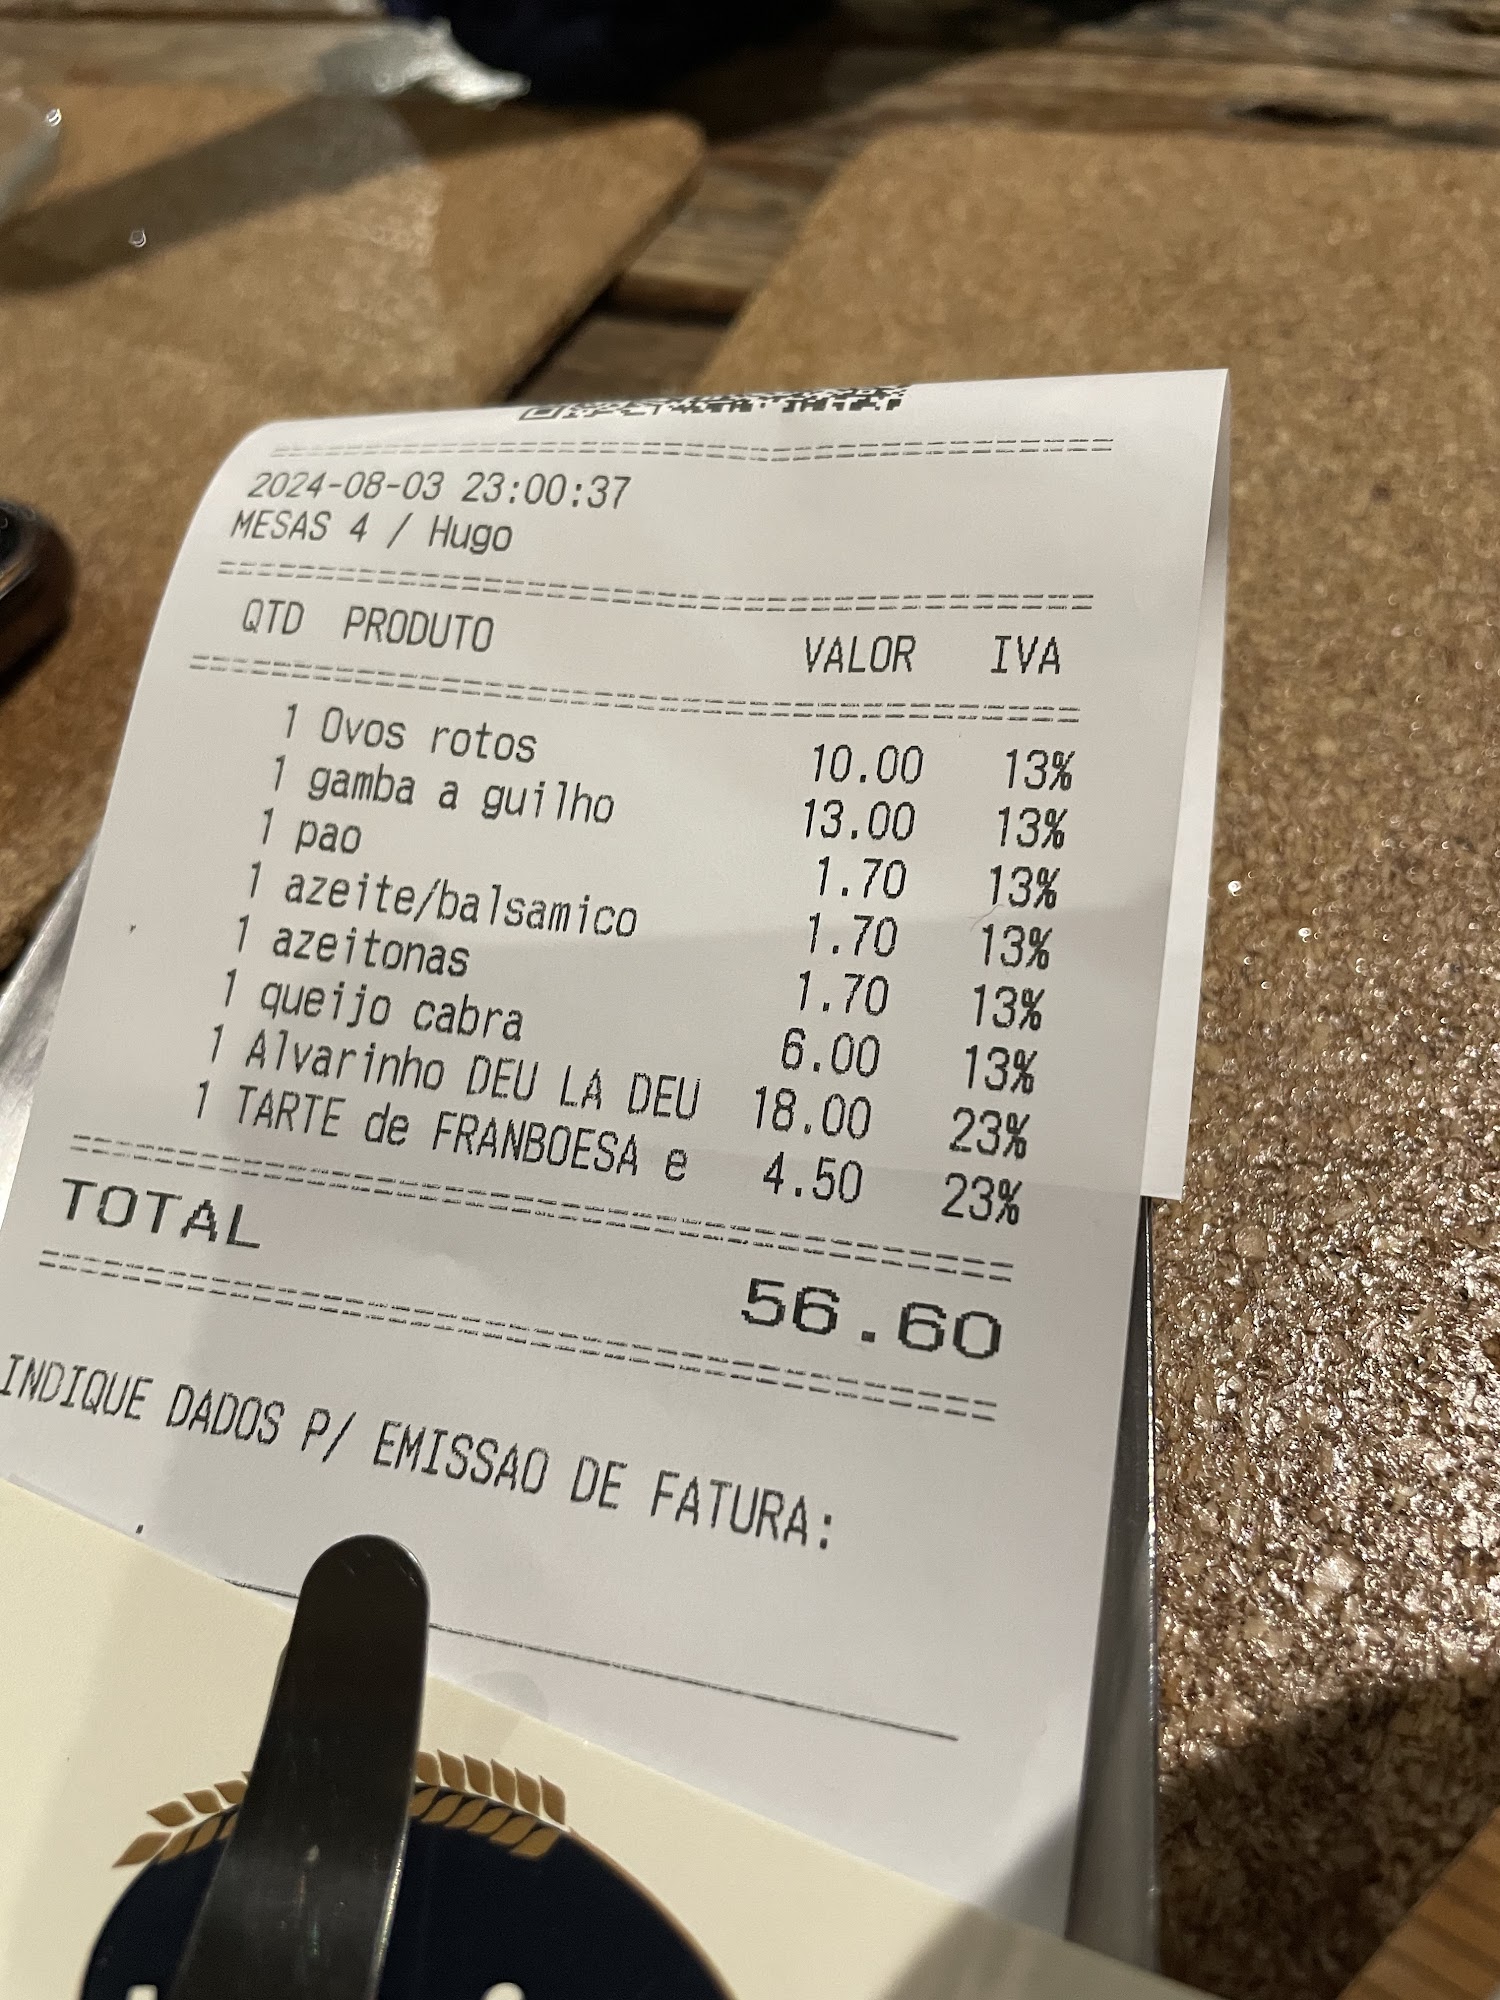 2024-08-03 23:00:37
MESAS 4 / Hugo
QTD PRODUTO VALOR IVA
1 Ovos rotos 10.00 13%
1 gamba a guilho 13.00 13%
1 pao 1.70 13%
1 azeite/balsamico 1.70 13%
1 azeitonas 1.70 13%
1 queijo cabra 6.00 13%
1 Alvarinho DEU LA DEU 18.00 23%
1 TARTE de FRANBOESA e 4.50 23%
TOTAL 56.60
INDIQUE DADOS P/ EMISSAO DE FATURA: